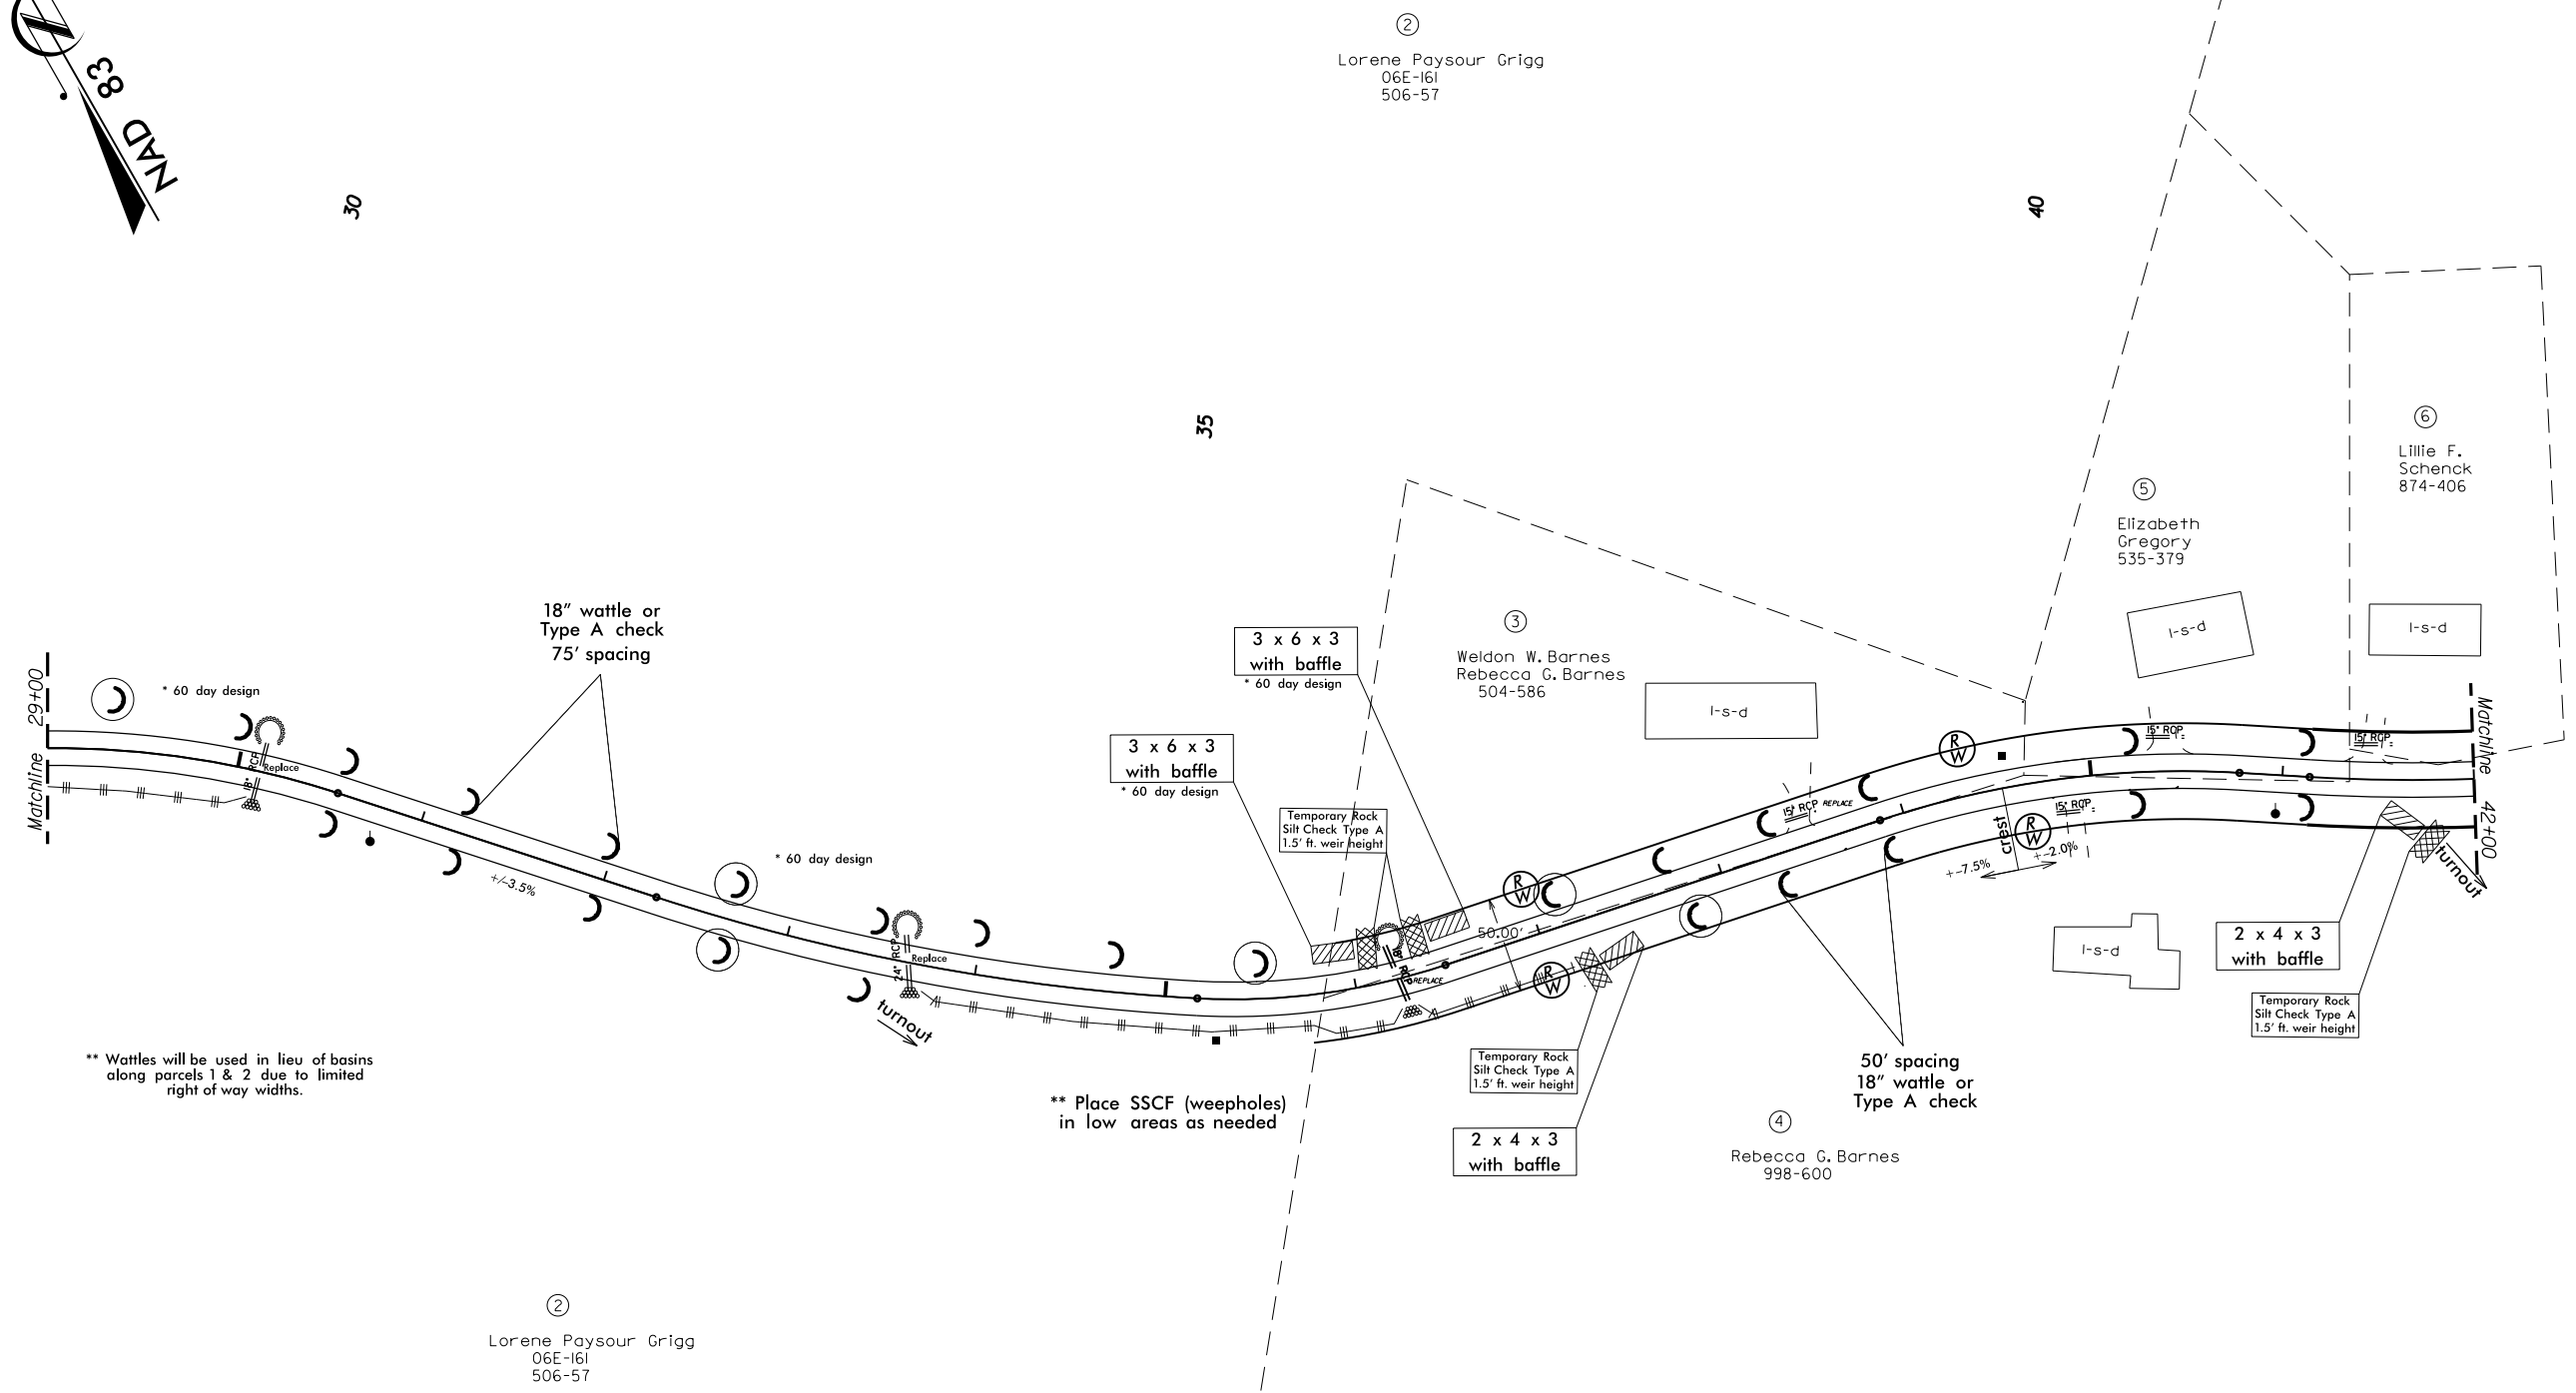 NAD 83
2
Lorene Paysour Grigg
06E-161
506-57
30
40
35
6
Lillie F.
Schenck
874-406
5
Elizabeth
Gregory
535-379
18" wattle or
Type A check
75' spacing
3 x 6 x 3
with baffle
* 60 day design
3
Weldon W. Barnes
Rebecca G. Barnes
504-586
1-s-d
1-s-d
1-s-d
Matchline 29+00
* 60 day design
18" RCP
Replace
3 x 6 x 3
with baffle
* 60 day design
Temporary Rock
Silt Check Type A
1.5' ft. weir height
R/W
15" RCP
15" RCP
Matchline 42+00
15" RCP REPLACE
15" RCP
crest
R/W
+-7.5%
+-2.0%
+/-3.5%
* 60 day design
24" RCP
Replace
turnout
R/W
50.00'
18" RCP
REPLACE
R/W
1-s-d
2 x 4 x 3
with baffle
turnout
Temporary Rock
Silt Check Type A
1.5' ft. weir height
** Wattles will be used in lieu of basins
along parcels 1 & 2 due to limited
right of way widths.
** Place SSCF (weepholes)
in low areas as needed
Temporary Rock
Silt Check Type A
1.5' ft. weir height
2 x 4 x 3
with baffle
50' spacing
18" wattle or
Type A check
4
Rebecca G. Barnes
998-600
2
Lorene Paysour Grigg
06E-161
506-57